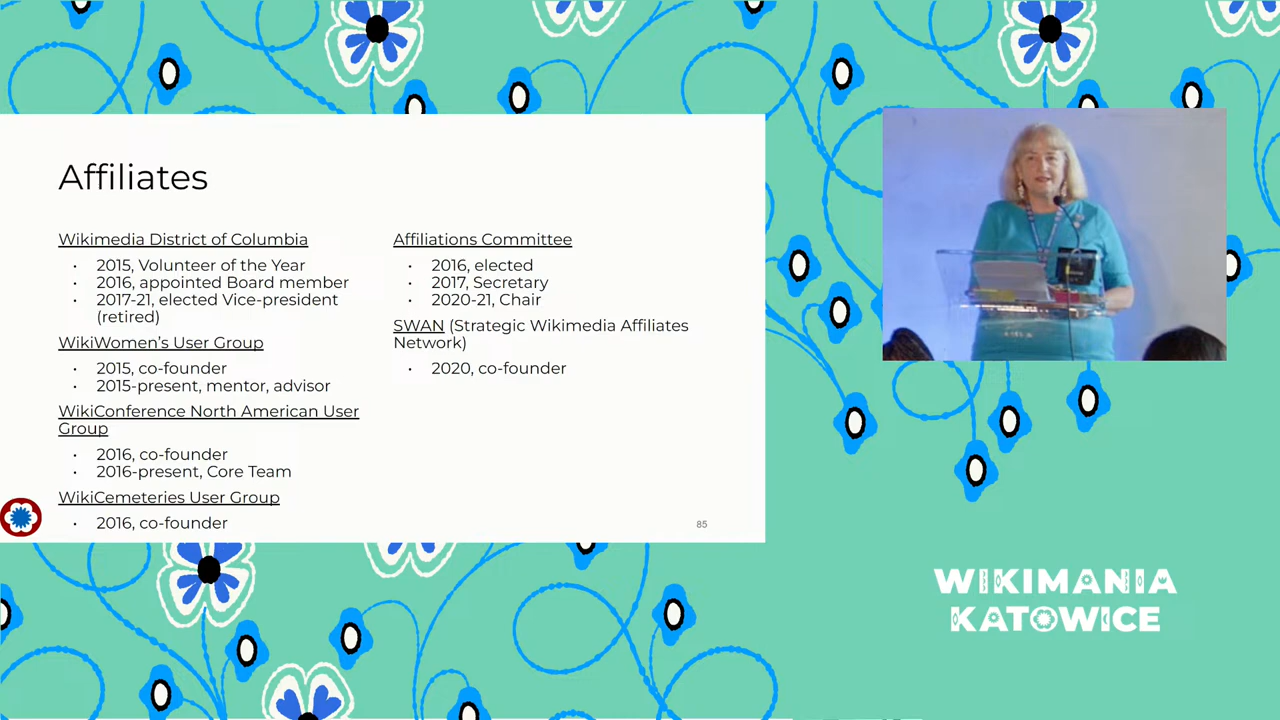 Affiliates
Wikimedia District of Columbia
• 2015, Volunteer of the Year
• 2016, appointed Board member
• 2017-21, elected Vice-president
(retired)
WikiWomen’s User Group
• 2015, co-founder
• 2015-present, mentor, advisor
WikiConference North American User
Group
• 2016, co-founder
• 2016-present, Core Team
WikiCemeteries User Group
• 2016, co-founder
Affiliations Committee
• 2016, elected
• 2017, Secretary
• 2020-21, Chair
SWAN (Strategic Wikimedia Affiliates
Network)
• 2020, co-founder
85
WIKIMANIA
KATOWICE